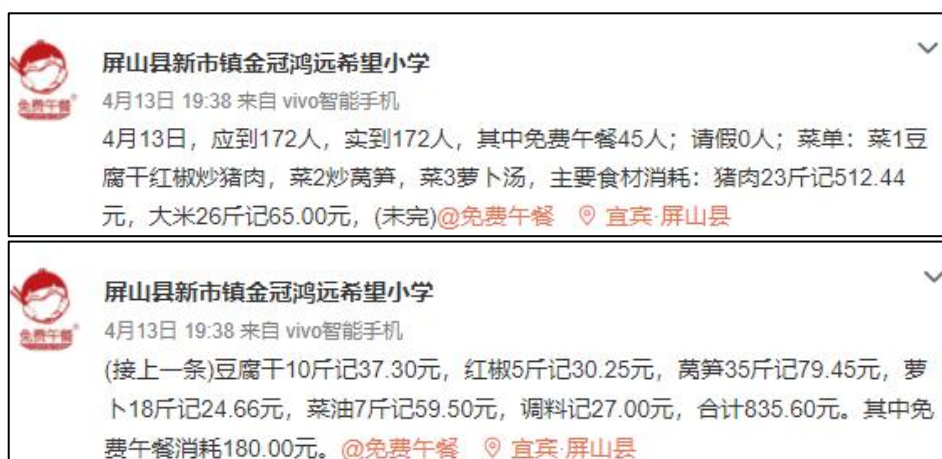 屏山县新市镇金冠鸿远希望小学
4月13日 19:38 来自 vivo智能手机
免费午餐
4月13日，应到172人，实到172人，其中免费午餐45人；请假0人；菜单：菜1豆
腐干红椒炒猪肉，菜2炒莴笋，菜3萝卜汤，主要食材消耗：猪肉23斤记512.44
元，大米26斤记65.00元，(未完)@免费午餐 宜宾·屏山县
屏山县新市镇金冠鸿远希望小学
4月13日 19:38 来自 vivo智能手机
免费午餐
(接上一条)豆腐干10斤记37.30元，红椒5斤记30.25元，莴笋35斤记79.45元，萝
卜18斤记24.66元，菜油7斤记59.50元，调料记27.00元，合计835.60元。其中免
费午餐消耗180.00元。@免费午餐 宜宾·屏山县